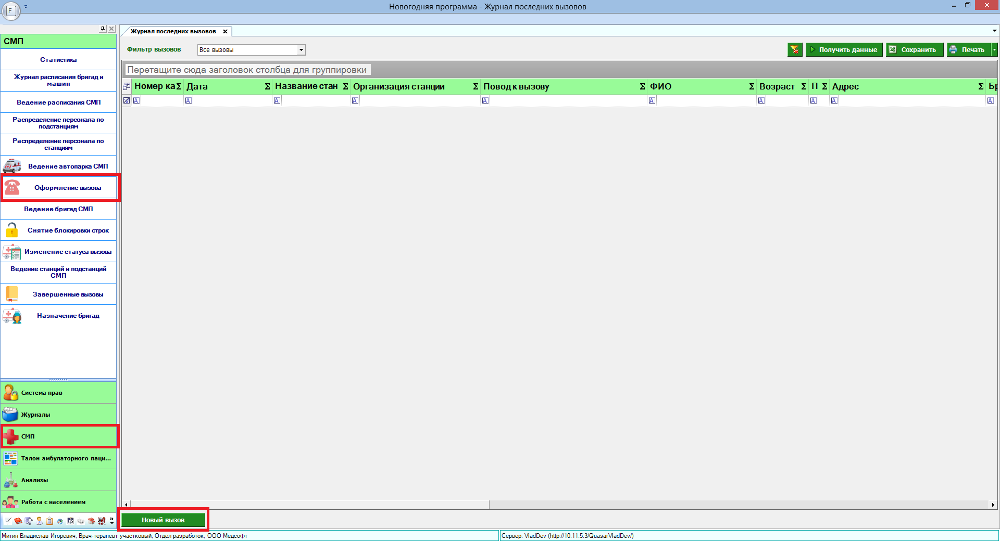 Новогодняя программа - Журнал последних вызовов
СМП
Статистика
Журнал расписания бригад и
машин
Ведение расписания СМП
Распределение персонала по
подстанциям
Распределение персонала по
станциям
Ведение автопарка СМП
Оформление вызова
Ведение бригад СМП
Снятие блокировки строк
Изменение статуса вызова
Ведение станций и подстанций
СМП
Завершенные вызовы
Назначение бригад
Система прав
Журналы
СМП
Талон амбулаторного паци...
Анализы
Работа с населением
Журнал последних вызовов
Фильтр вызовов Все вызовы Получить данные Сохранить Печать
Перетащите сюда заголовок столбца для группировки
Номер ка Σ Дата Σ Название стан Σ Организация станции Σ Повод к вызову Σ ФИО Σ Возраст Σ П Σ Адрес Σ Бр
A A A A A A A A A A
Новый вызов
Митин Владислав Игоревич, Врач-терапевт участковый, Отдел разработок, ООО Медсофт
Сервер: VladDev (http://10.11.5.3/QuasarVladDev/)